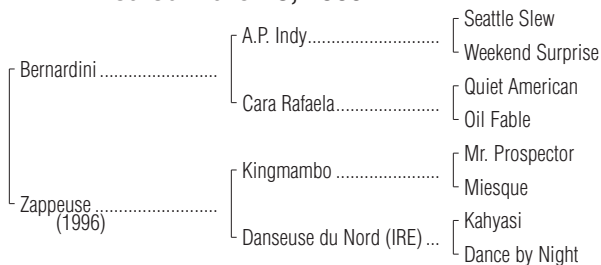 Seattle Slew
A.P. Indy
Weekend Surprise
Bernardini
Quiet American
Cara Rafaela
Oil Fable
Mr. Prospector
Kingmambo
Miesque
Zappeuse
(1996)
Kahyasi
Danseuse du Nord (IRE)
Dance by Night